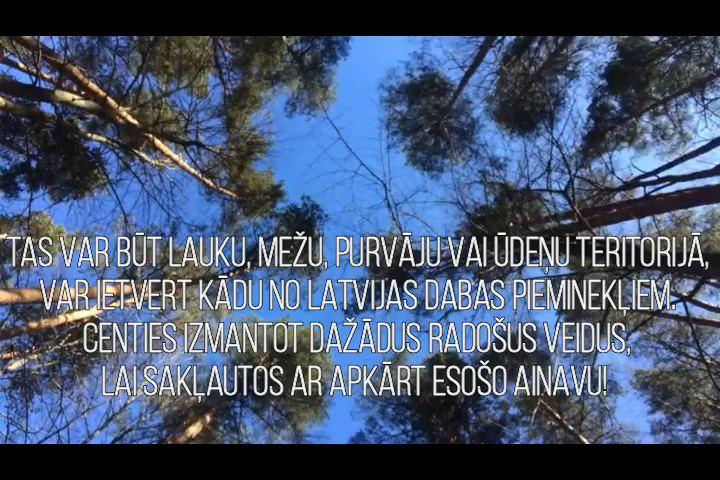 TAS VAR BŪT LAUKU, MEŽU, PURVĀJU VAI ŪDEŅU TERITORIJĀ,
VAR IETVERT KĀDU NO LATVIJAS DABAS PIEMINEKĻIEM.
CENTIES IZMANTOT DAŽĀDUS RADOŠUS VEIDUS,
LAI SAKĻAUTOS AR APKĀRT ESOŠO AINAVU!